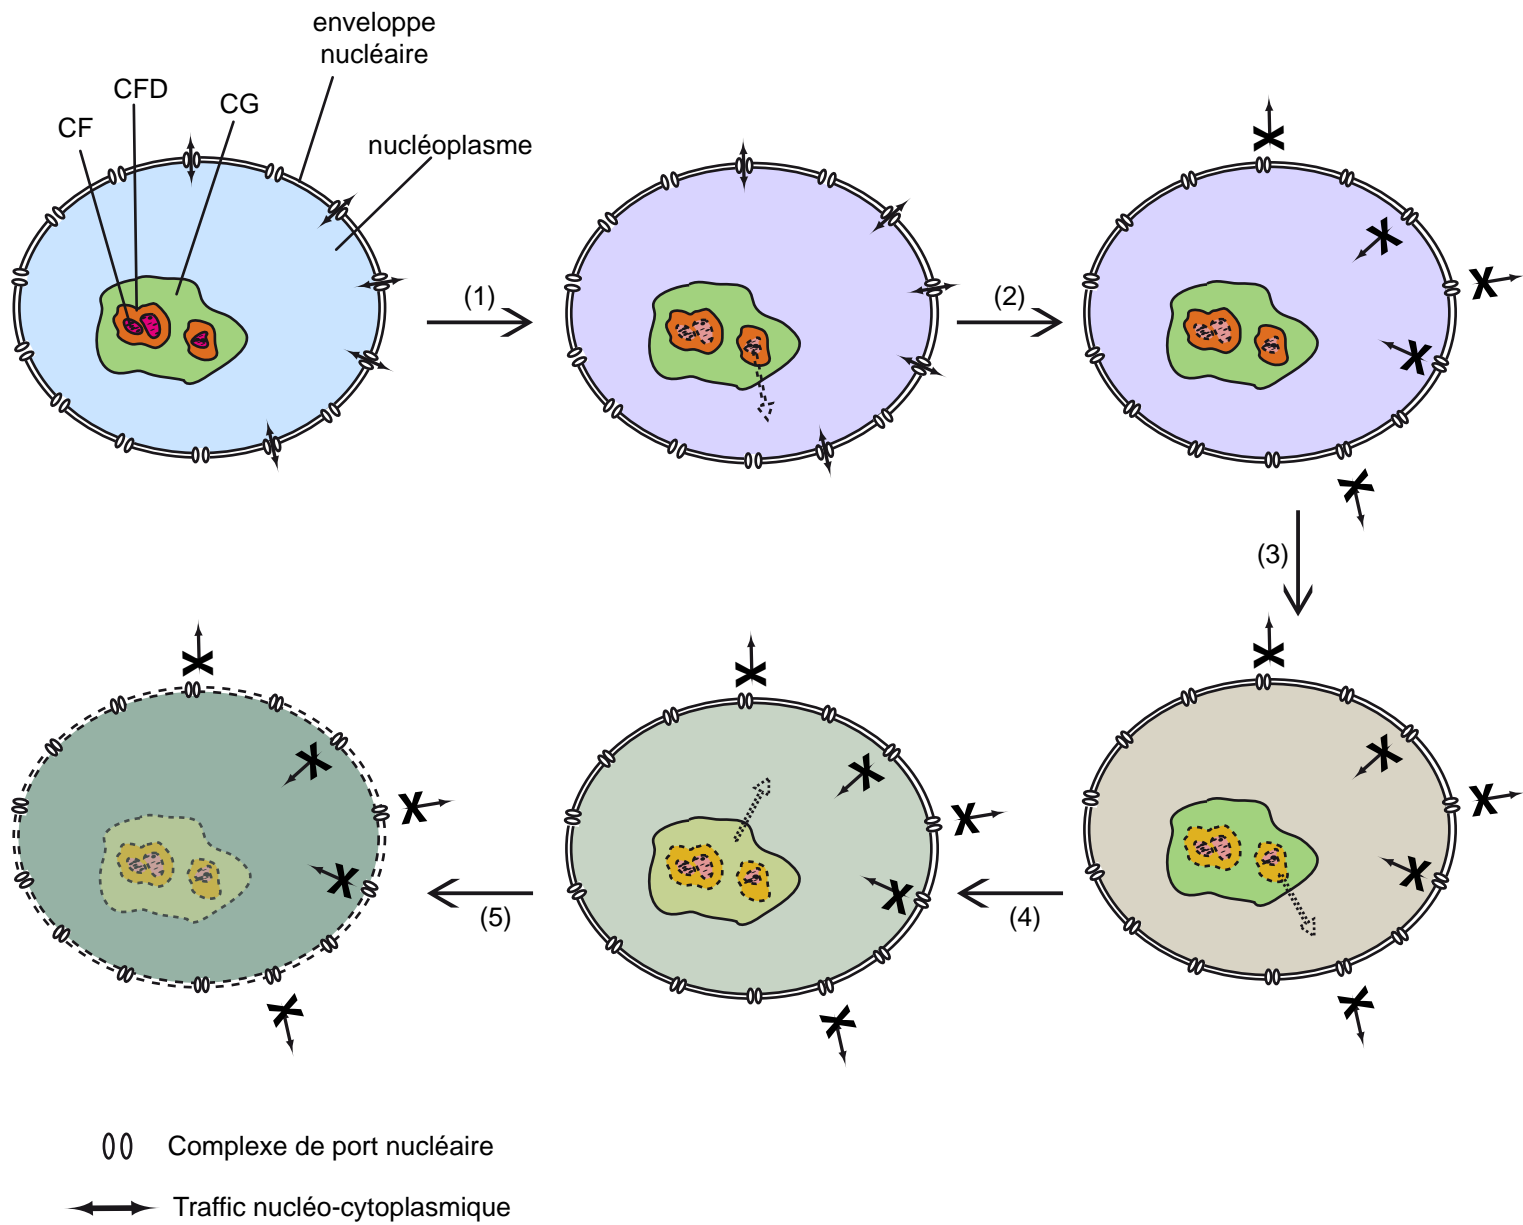 enveloppe
nucléaire
CFD
CG
CF
nucléoplasme
(1)
(2)
(3)
(4)
(5)
Complexe de port nucléaire
Traffic nucléo-cytoplasmique